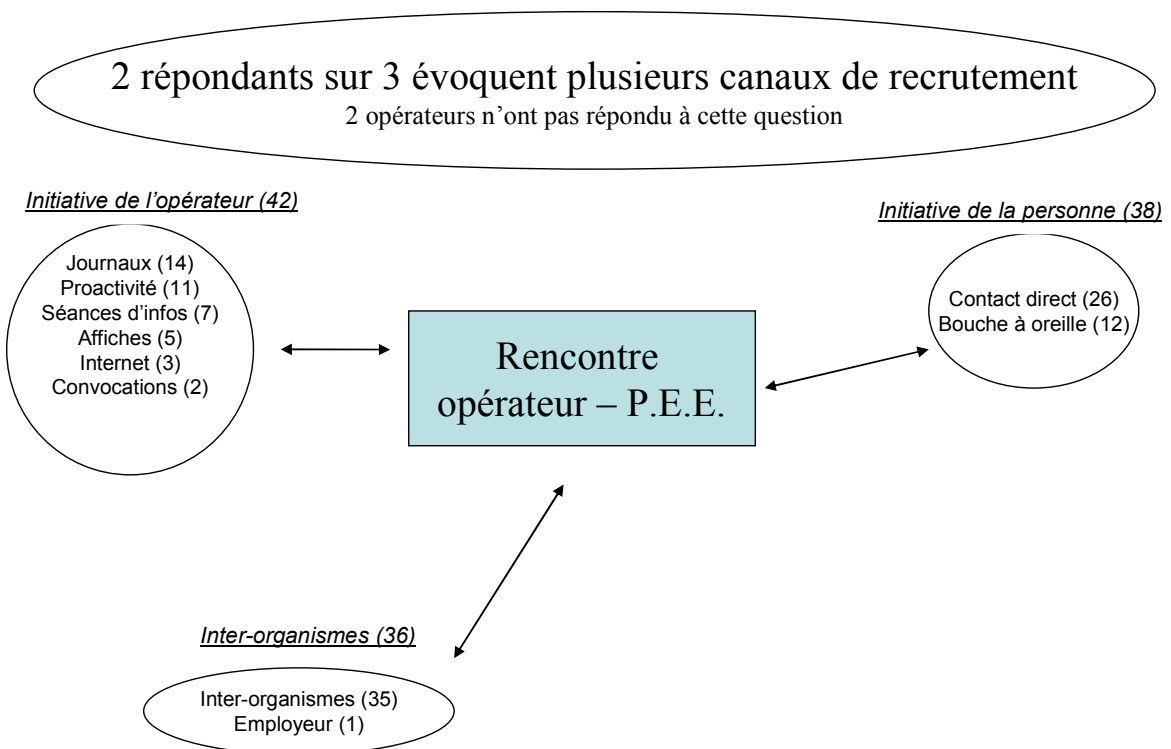 2 répondants sur 3 évoquent plusieurs canaux de recrutement
2 opérateurs n’ont pas répondu à cette question
Initiative de l’opérateur (42)
Journaux (14)
Proactivité (11)
Séances d’infos (7)
Affiches (5)
Internet (3)
Convocations (2)
Initiative de la personne (38)
Contact direct (26)
Bouche à oreille (12)
Rencontre
opérateur – P.E.E.
Inter-organismes (36)
Inter-organismes (35)
Employeur (1)